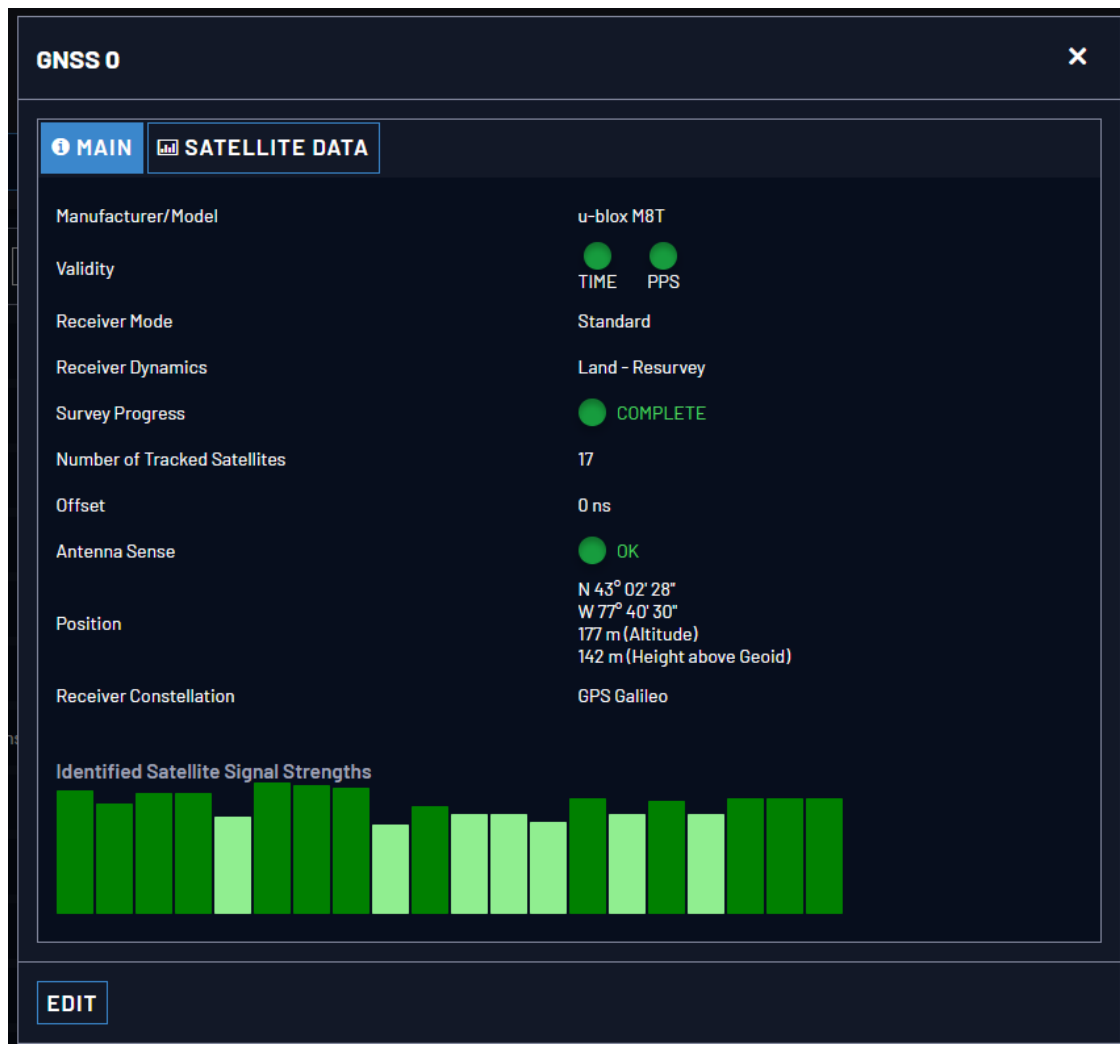 GNSS 0
MAIN
SATELLITE DATA
Manufacturer/Model u-blox M8T
Validity TIME PPS
Receiver Mode Standard
Receiver Dynamics Land - Resurvey
Survey Progress COMPLETE
Number of Tracked Satellites 17
Offset 0 ns
Antenna Sense OK
Position
N 43° 02' 28"
W 77° 40' 30"
177 m (Altitude)
142 m (Height above Geoid)
Receiver Constellation GPS Galileo
Identified Satellite Signal Strengths
EDIT